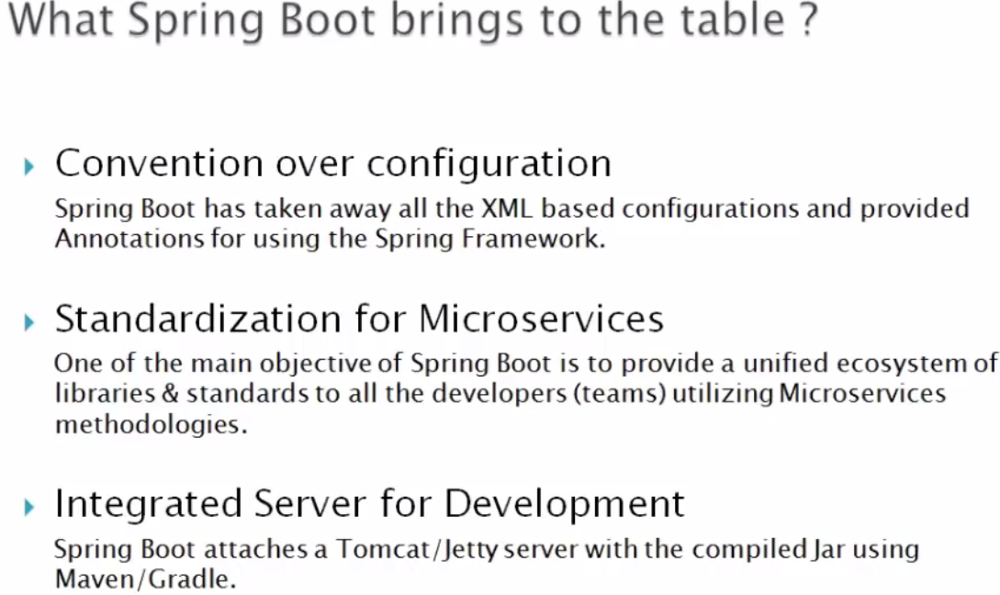 What Spring Boot brings to the table ?
Convention over configuration
Spring Boot has taken away all the XML based configurations and provided
Annotations for using the Spring Framework.
Standardization for Microservices
One of the main objective of Spring Boot is to provide a unified ecosystem of
libraries & standards to all the developers (teams) utilizing Microservices
methodologies.
Integrated Server for Development
Spring Boot attaches a Tomcat/Jetty server with the compiled Jar using
Maven/Gradle.